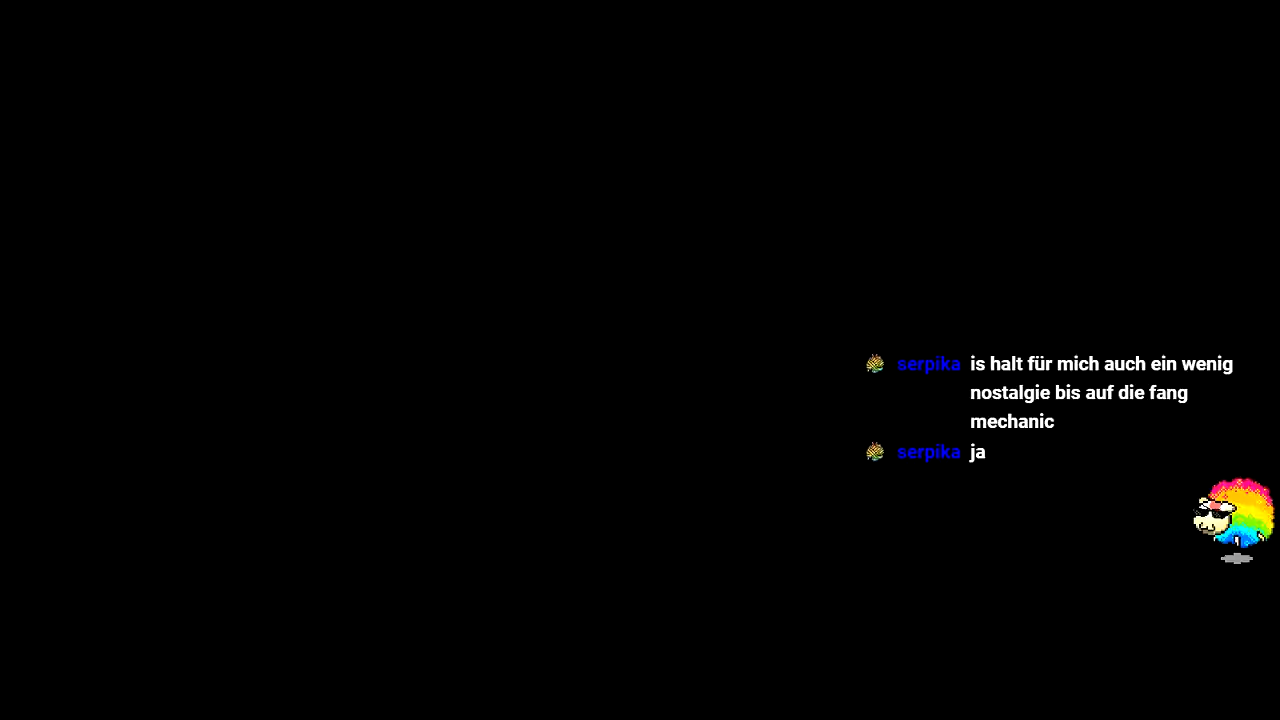 serpika is halt für mich auch ein wenig
nostalgie bis auf die fang
mechanic
serpika ja